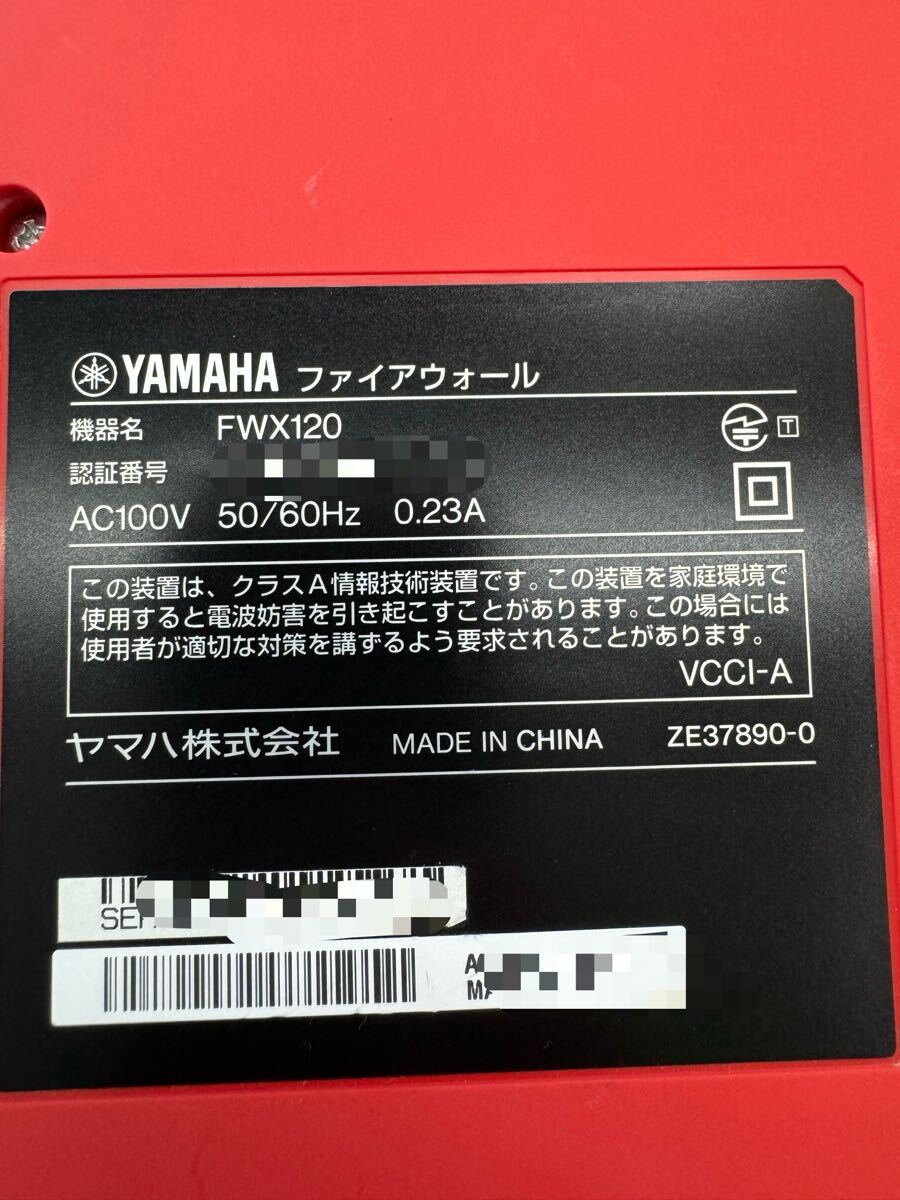 YAMAHA ファイアウォール
機器名 FWX120
T
認証番号
AC100V 50/60Hz 0.23A
この装置は、クラスA情報技術装置です。この装置を家庭環境で
使用すると電波妨害を引き起こすことがあります。この場合には
使用者が適切な対策を講ずるよう要求されることがあります。
VCCI-A
ヤマハ株式会社 MADE IN CHINA ZE37890-0